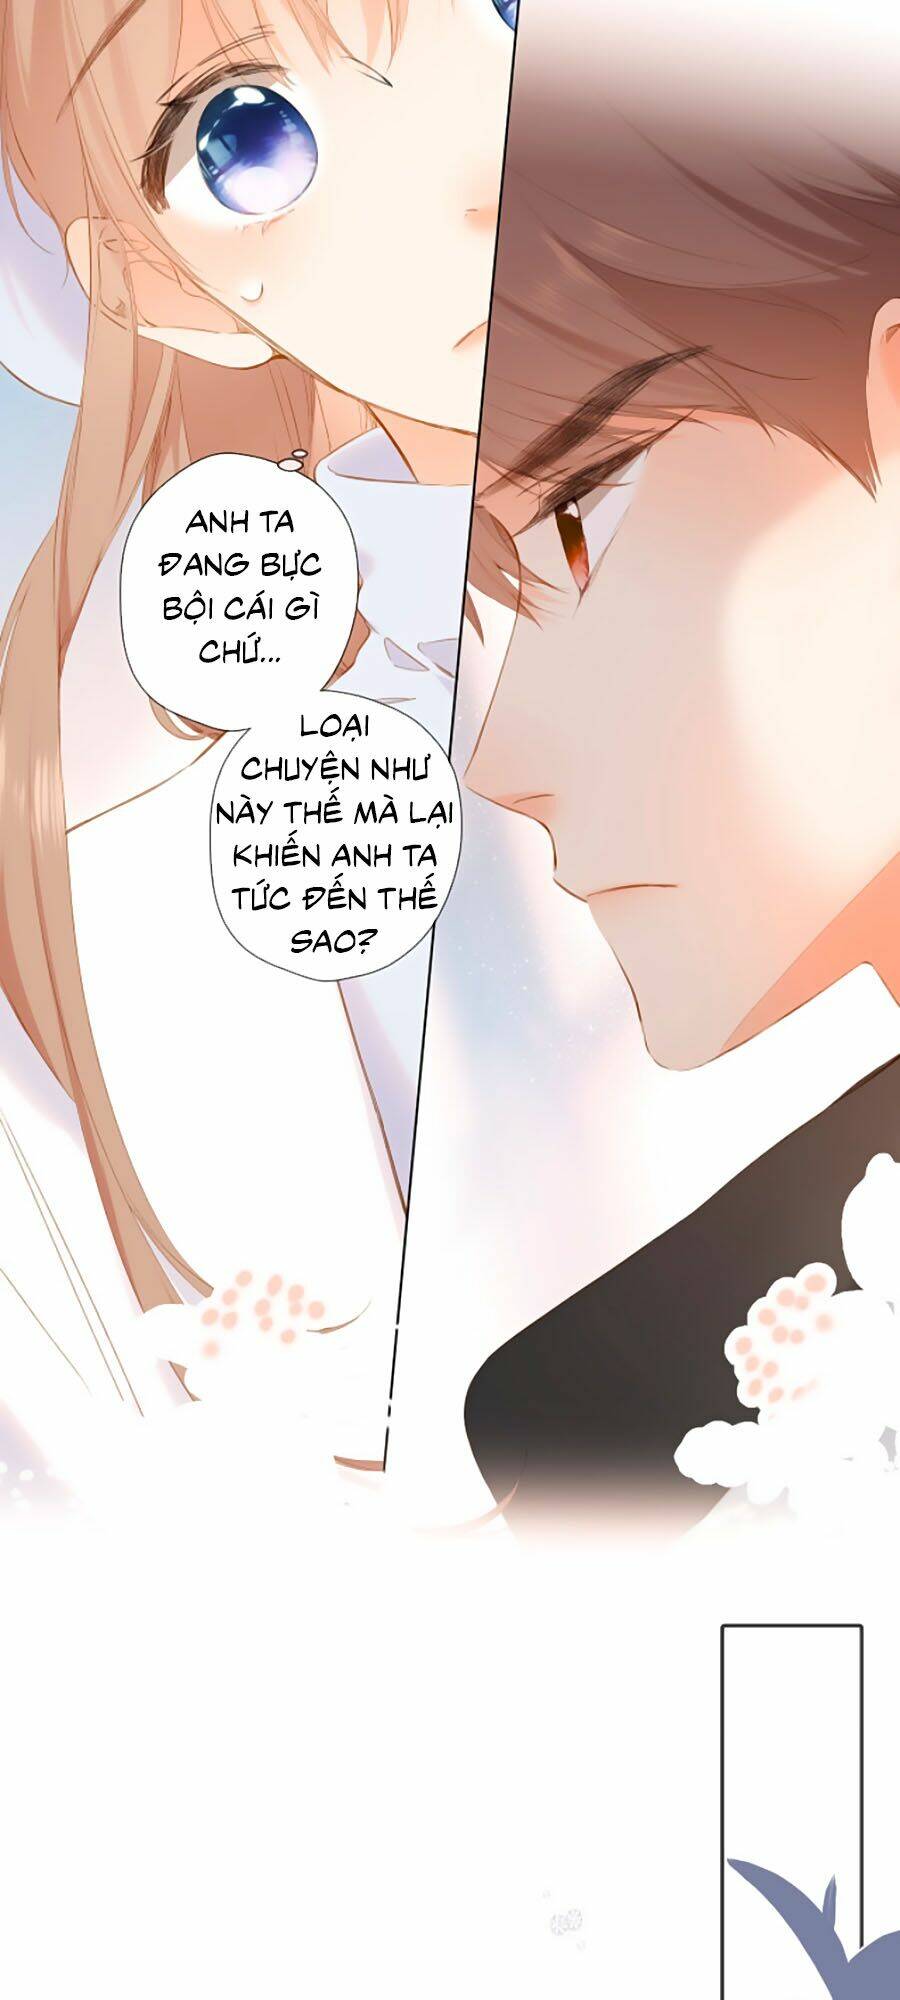 ANH TA
ĐANG BỰC
BỘI CÁI GÌ
CHỨ...
LOẠI
CHUYỆN NHƯ
NÀY THẾ MÀ LẠI
KHIẾN ANH TA
TỨC ĐẾN THẾ
SAO?